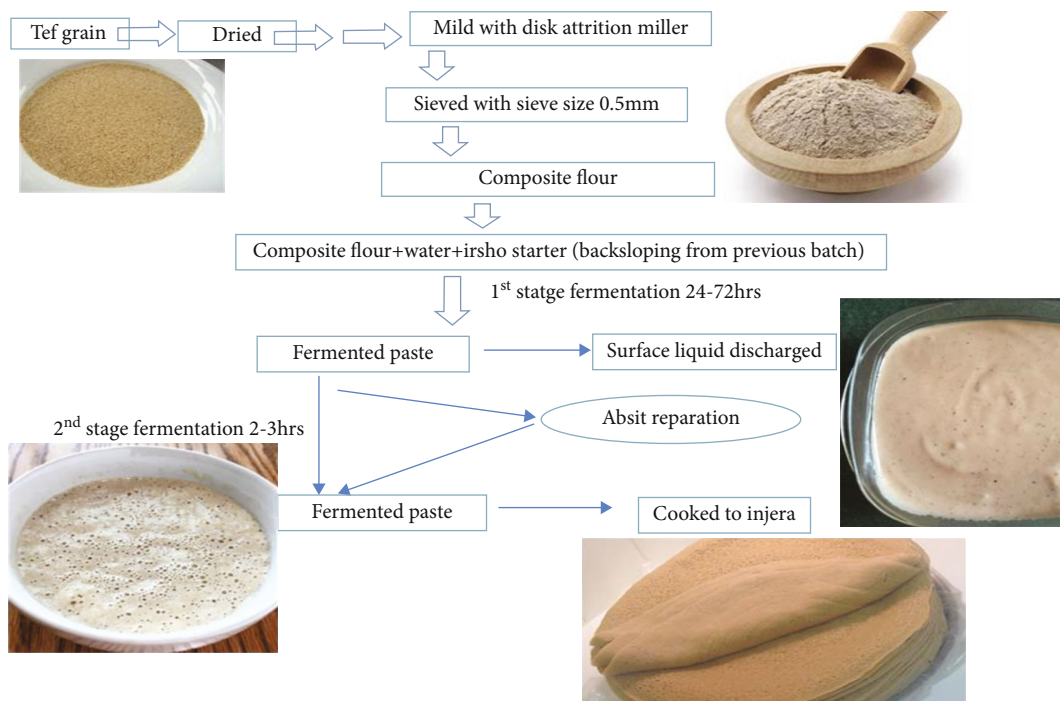 Tef grain
Dried
Mild with disk attrition miller
Sieved with sieve size 0.5mm
Composite flour
Composite flour+water+irsho starter (backsloping from previous batch)
1st statge fermentation 24-72hrs
Fermented paste
Surface liquid discharged
Absit reparation
2nd stage fermentation 2-3hrs
Fermented paste
Cooked to injera